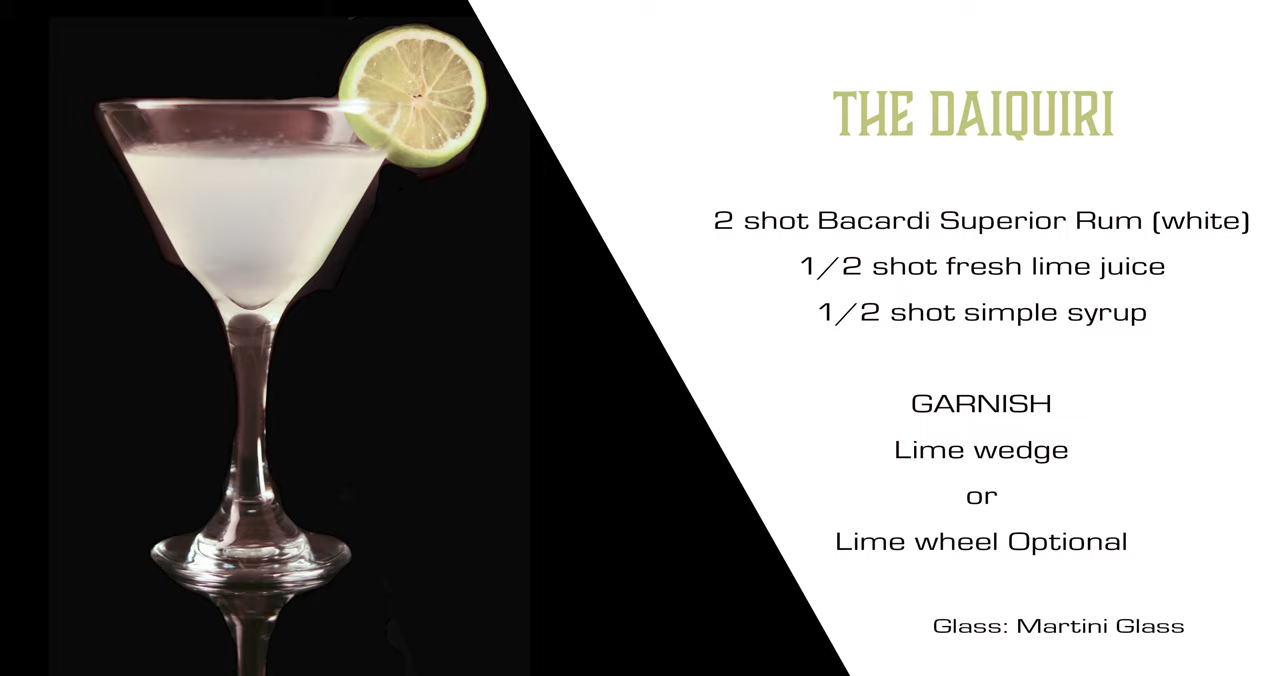 THE DAIQUIRI
2 shot Bacardi Superior Rum (white)
1/2 shot fresh lime juice
1/2 shot simple syrup
GARNISH
Lime wedge
or
Lime wheel Optional
Glass: Martini Glass